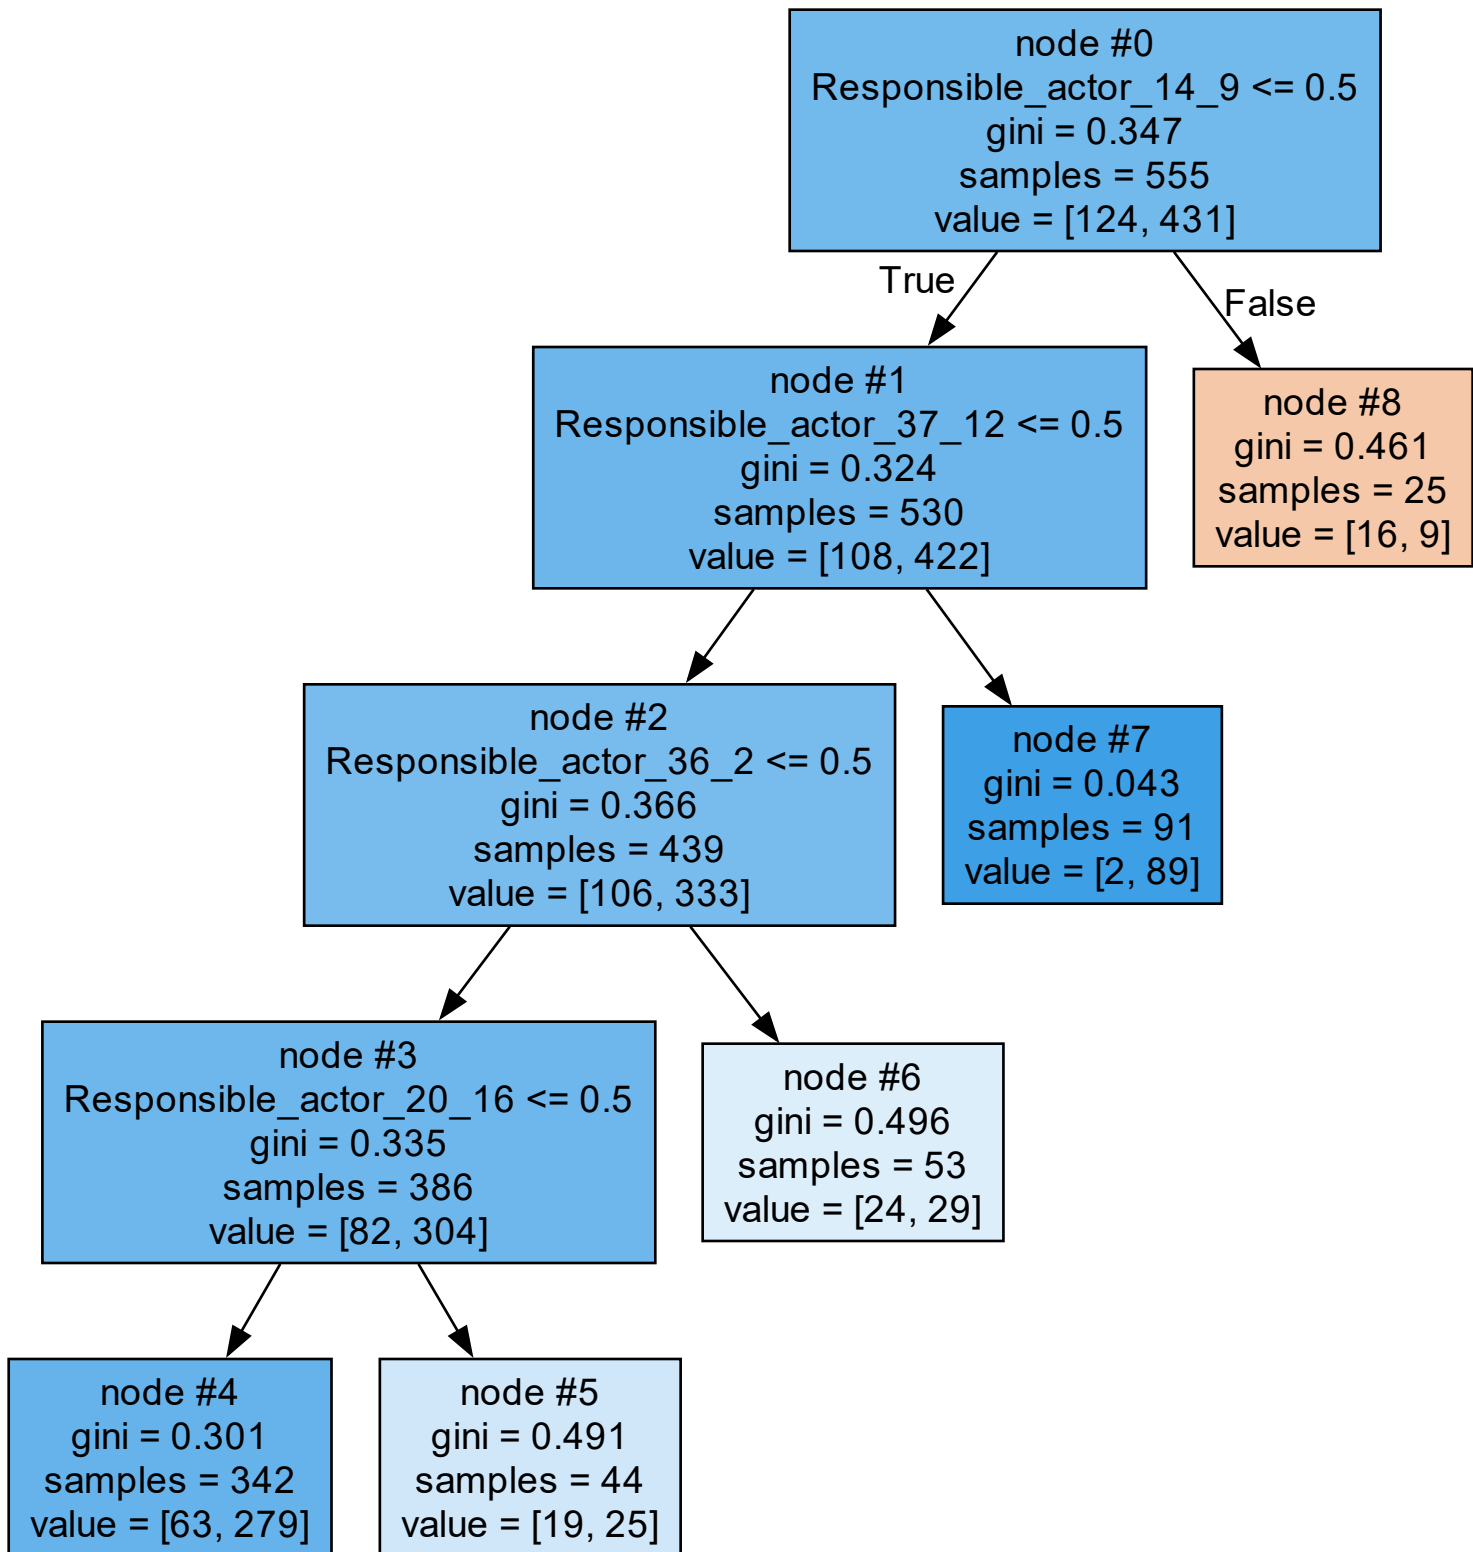 node #0
Responsible_actor_14_9 <= 0.5
gini = 0.347
samples = 555
value = [124, 431]
True
False
node #1
Responsible_actor_37_12 <= 0.5
gini = 0.324
samples = 530
value = [108, 422]
node #8
gini = 0.461
samples = 25
value = [16, 9]
node #2
Responsible_actor_36_2 <= 0.5
gini = 0.366
samples = 439
value = [106, 333]
node #7
gini = 0.043
samples = 91
value = [2, 89]
node #3
Responsible_actor_20_16 <= 0.5
gini = 0.335
samples = 386
value = [82, 304]
node #6
gini = 0.496
samples = 53
value = [24, 29]
node #4
gini = 0.301
samples = 342
value = [63, 279]
node #5
gini = 0.491
samples = 44
value = [19, 25]